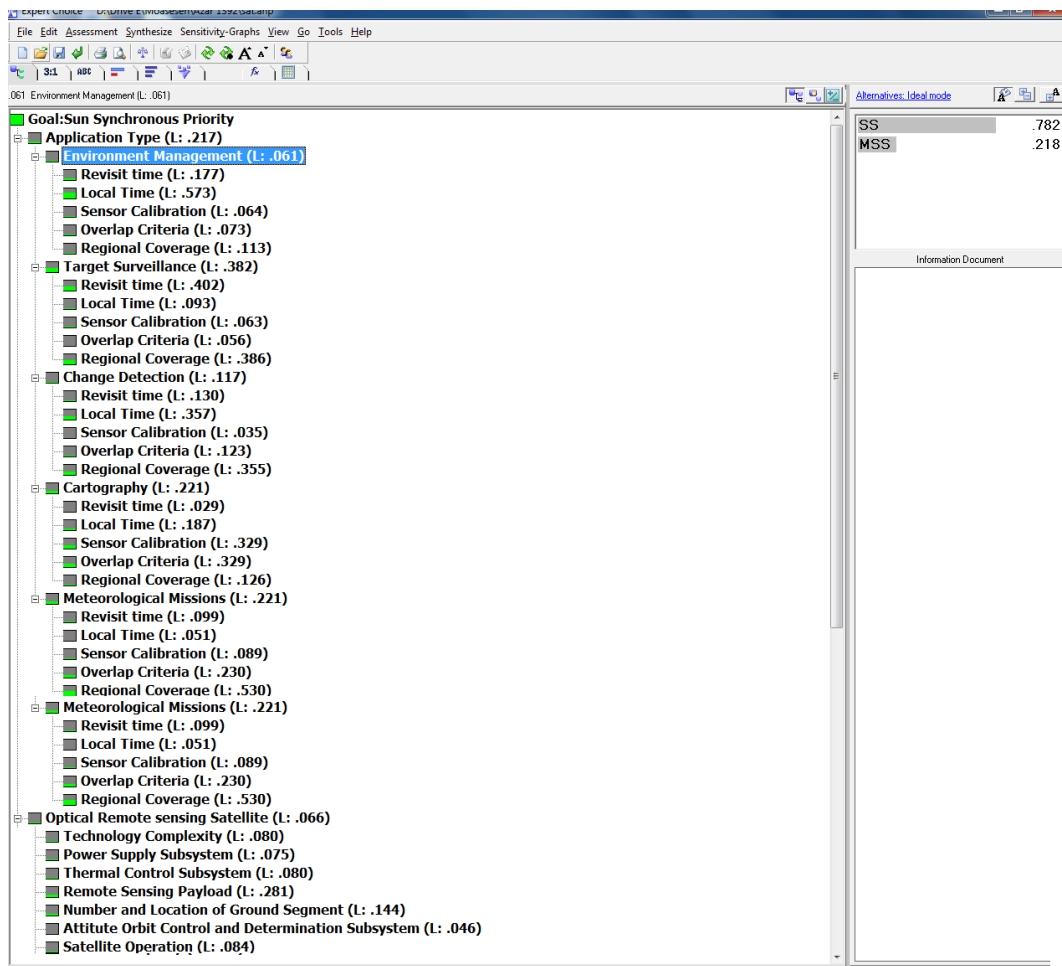 Expert Choice D:\Drive E\Moaseseh\Azar 1392\sat.ahp
File Edit Assessment Synthesize Sensitivity-Graphs View Go Tools Help
A A
3:1 ABC fx
.061 Environment Management (L: .061)
Alternatives: Ideal mode
A A
Goal:Sun Synchronous Priority
Application Type (L: .217)
Environment Management (L: .061)
Revisit time (L: .177)
Local Time (L: .573)
Sensor Calibration (L: .064)
Overlap Criteria (L: .073)
Regional Coverage (L: .113)
Target Surveillance (L: .382)
Revisit time (L: .402)
Local Time (L: .093)
Sensor Calibration (L: .063)
Overlap Criteria (L: .056)
Regional Coverage (L: .386)
Change Detection (L: .117)
Revisit time (L: .130)
Local Time (L: .357)
Sensor Calibration (L: .035)
Overlap Criteria (L: .123)
Regional Coverage (L: .355)
Cartography (L: .221)
Revisit time (L: .029)
Local Time (L: .187)
Sensor Calibration (L: .329)
Overlap Criteria (L: .329)
Regional Coverage (L: .126)
Meteorological Missions (L: .221)
Revisit time (L: .099)
Local Time (L: .051)
Sensor Calibration (L: .089)
Overlap Criteria (L: .230)
Regional Coverage (L: .530)
Meteorological Missions (L: .221)
Revisit time (L: .099)
Local Time (L: .051)
Sensor Calibration (L: .089)
Overlap Criteria (L: .230)
Regional Coverage (L: .530)
Optical Remote sensing Satellite (L: .066)
Technology Complexity (L: .080)
Power Supply Subsystem (L: .075)
Thermal Control Subsystem (L: .080)
Remote Sensing Payload (L: .281)
Number and Location of Ground Segment (L: .144)
Attitute Orbit Control and Determination Subsystem (L: .046)
Satellite Operation (L: .084)
SS .782
MSS .218
Information Document